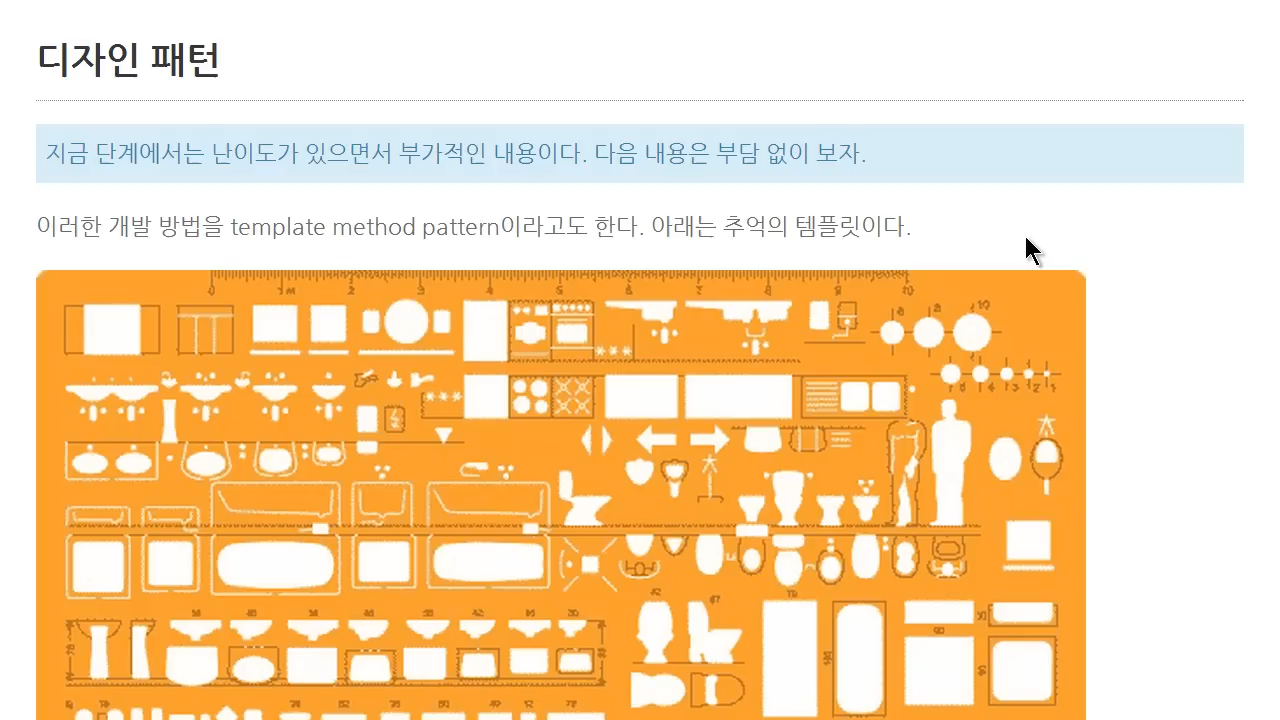 디자인 패턴
지금 단계에서는 난이도가 있으면서 부가적인 내용이다. 다음 내용은 부담 없이 보자.
이러한 개발 방법을 template method pattern이라고도 한다. 아래는 추억의 템플릿이다.